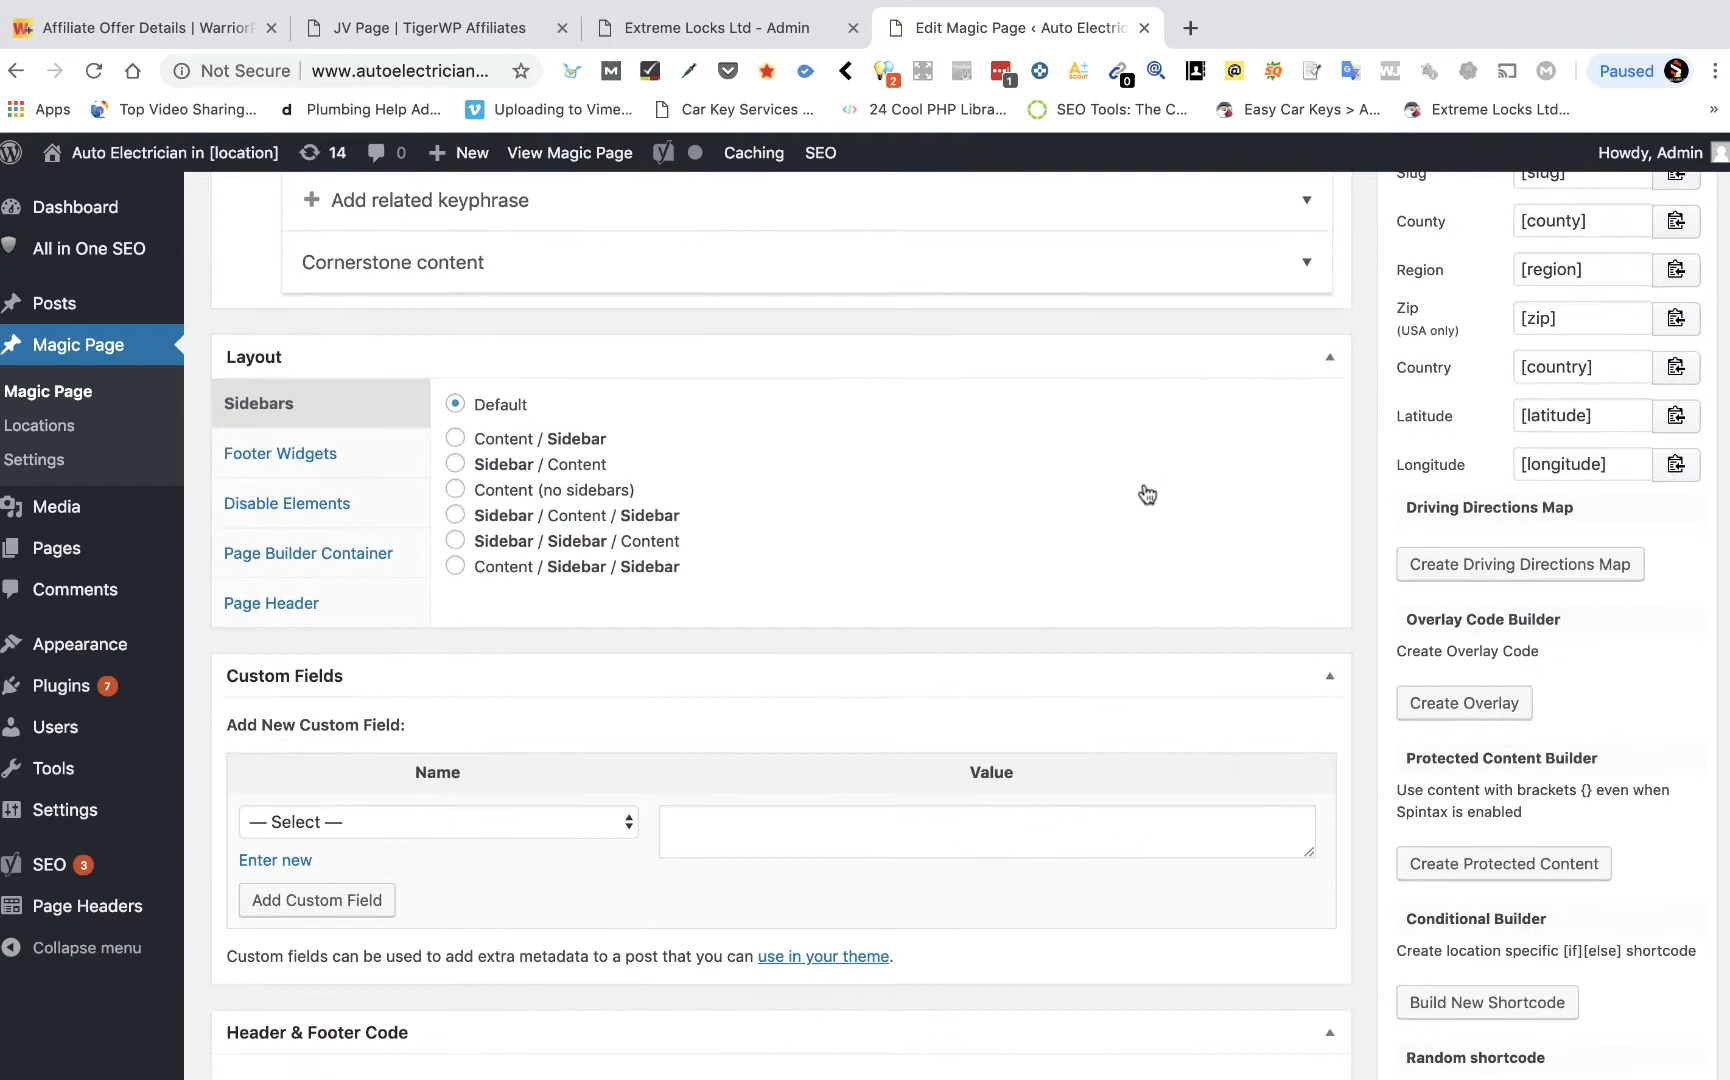 Affiliate Offer Details | WarriorP
JV Page | TigerWP Affiliates
Extreme Locks Ltd - Admin
Edit Magic Page ‹ Auto Electric
Not Secure
www.autoelectrician...
2
1
0
Paused
Apps
Top Video Sharing...
Plumbing Help Ad...
Uploading to Vime...
Car Key Services ...
24 Cool PHP Libra...
SEO Tools: The C...
Easy Car Keys > A...
Extreme Locks Ltd...
»
Auto Electrician in [location]
14
0
New
View Magic Page
Caching
SEO
Howdy, Admin
Dashboard
All in One SEO
Posts
Magic Page
Magic Page
Locations
Settings
Media
Pages
Comments
Appearance
Plugins 7
Users
Tools
Settings
SEO 3
Page Headers
Collapse menu
Add related keyphrase
Cornerstone content
Layout
Sidebars
Footer Widgets
Disable Elements
Page Builder Container
Page Header
Default
Content / Sidebar
Sidebar / Content
Content (no sidebars)
Sidebar / Content / Sidebar
Sidebar / Sidebar / Content
Content / Sidebar / Sidebar
Custom Fields
Add New Custom Field:
Name
Value
— Select —
Enter new
Add Custom Field
Custom fields can be used to add extra metadata to a post that you can use in your theme.
Header & Footer Code
Slug [slug]
County [county]
Region [region]
Zip [zip]
(USA only)
Country [country]
Latitude [latitude]
Longitude [longitude]
Driving Directions Map
Create Driving Directions Map
Overlay Code Builder
Create Overlay Code
Create Overlay
Protected Content Builder
Use content with brackets {} even when
Spintax is enabled
Create Protected Content
Conditional Builder
Create location specific [if][else] shortcode
Build New Shortcode
Random shortcode